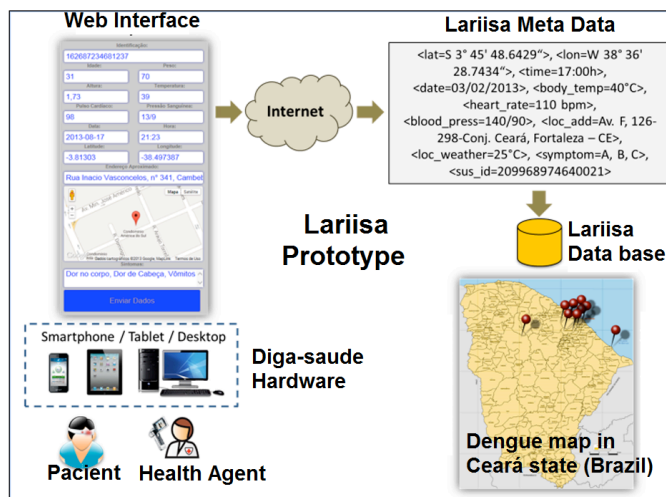 Web Interface
Identificação:
162687234681237
Idade: Peso:
31 70
Altura: Temperatura:
1,73 39
Pulso Cardíaco: Pressão Sanguínea:
98 13/9
Data: Hora:
2013-08-17 21:23
Latitude: Longitude:
-3.81303 -38.497387
Endereço Aproximado:
Rua Inacio Vasconcelos, n° 341, Cambeb
Mapa Satélite
Sintomas:
Dor no corpo, Dor de Cabeça, Vômitos
Enviar Dados
Internet
Lariisa Meta Data
<lat=S 3° 45' 48.6429“>, <lon=W 38° 36'
28.7434“>, <time=17:00h>,
<date=03/02/2013>, <body_temp=40°C>,
<heart_rate=110 bpm>,
<blood_press=140/90>, <loc_add=Av. F, 126-
298-Conj. Ceará, Fortaleza – CE>,
<loc_weather=25°C>, <symptom=A, B, C>,
<sus_id=209968974640021>
Lariisa
Prototype
Lariisa
Data base
Smartphone / Tablet / Desktop
Diga-saude
Hardware
Pacient
Health Agent
Dengue map in
Ceará state (Brazil)